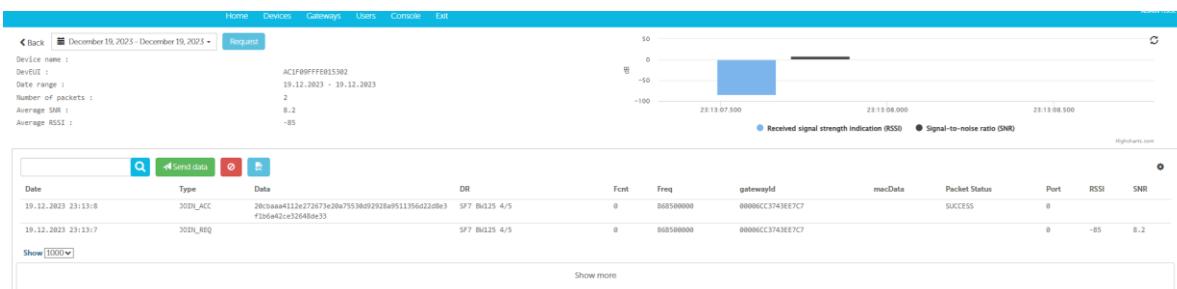 Home Devices Gateways Users Console Exit
Back December 19, 2023 - December 19, 2023 Request
Device name :
DevEUI : AC1F09FFFE015302
Date range : 19.12.2023 - 19.12.2023
Number of packets : 2
Average SNR : 8.2
Average RSSI : -85
50
0
dB
-50
-100
23:13:07.500 23:13:08.000 23:13:08.500
Received signal strength indication (RSSI) Signal-to-noise ratio (SNR)
Highcharts.com
Send data
Date Type Data DR Fcnt Freq gatewayId macData Packet Status Port RSSI SNR
19.12.2023 23:13:8 JOIN_ACC 20cbaaa4112e272673e20a75530d92928a9511356d22d8e3 SF7 BW125 4/5 0 868500000 00006CC3743EE7C7 SUCCESS 0
f1b6a42ce32648de33
19.12.2023 23:13:7 JOIN_REQ SF7 BW125 4/5 0 868500000 00006CC3743EE7C7 0 -85 8.2
Show 1000
Show more